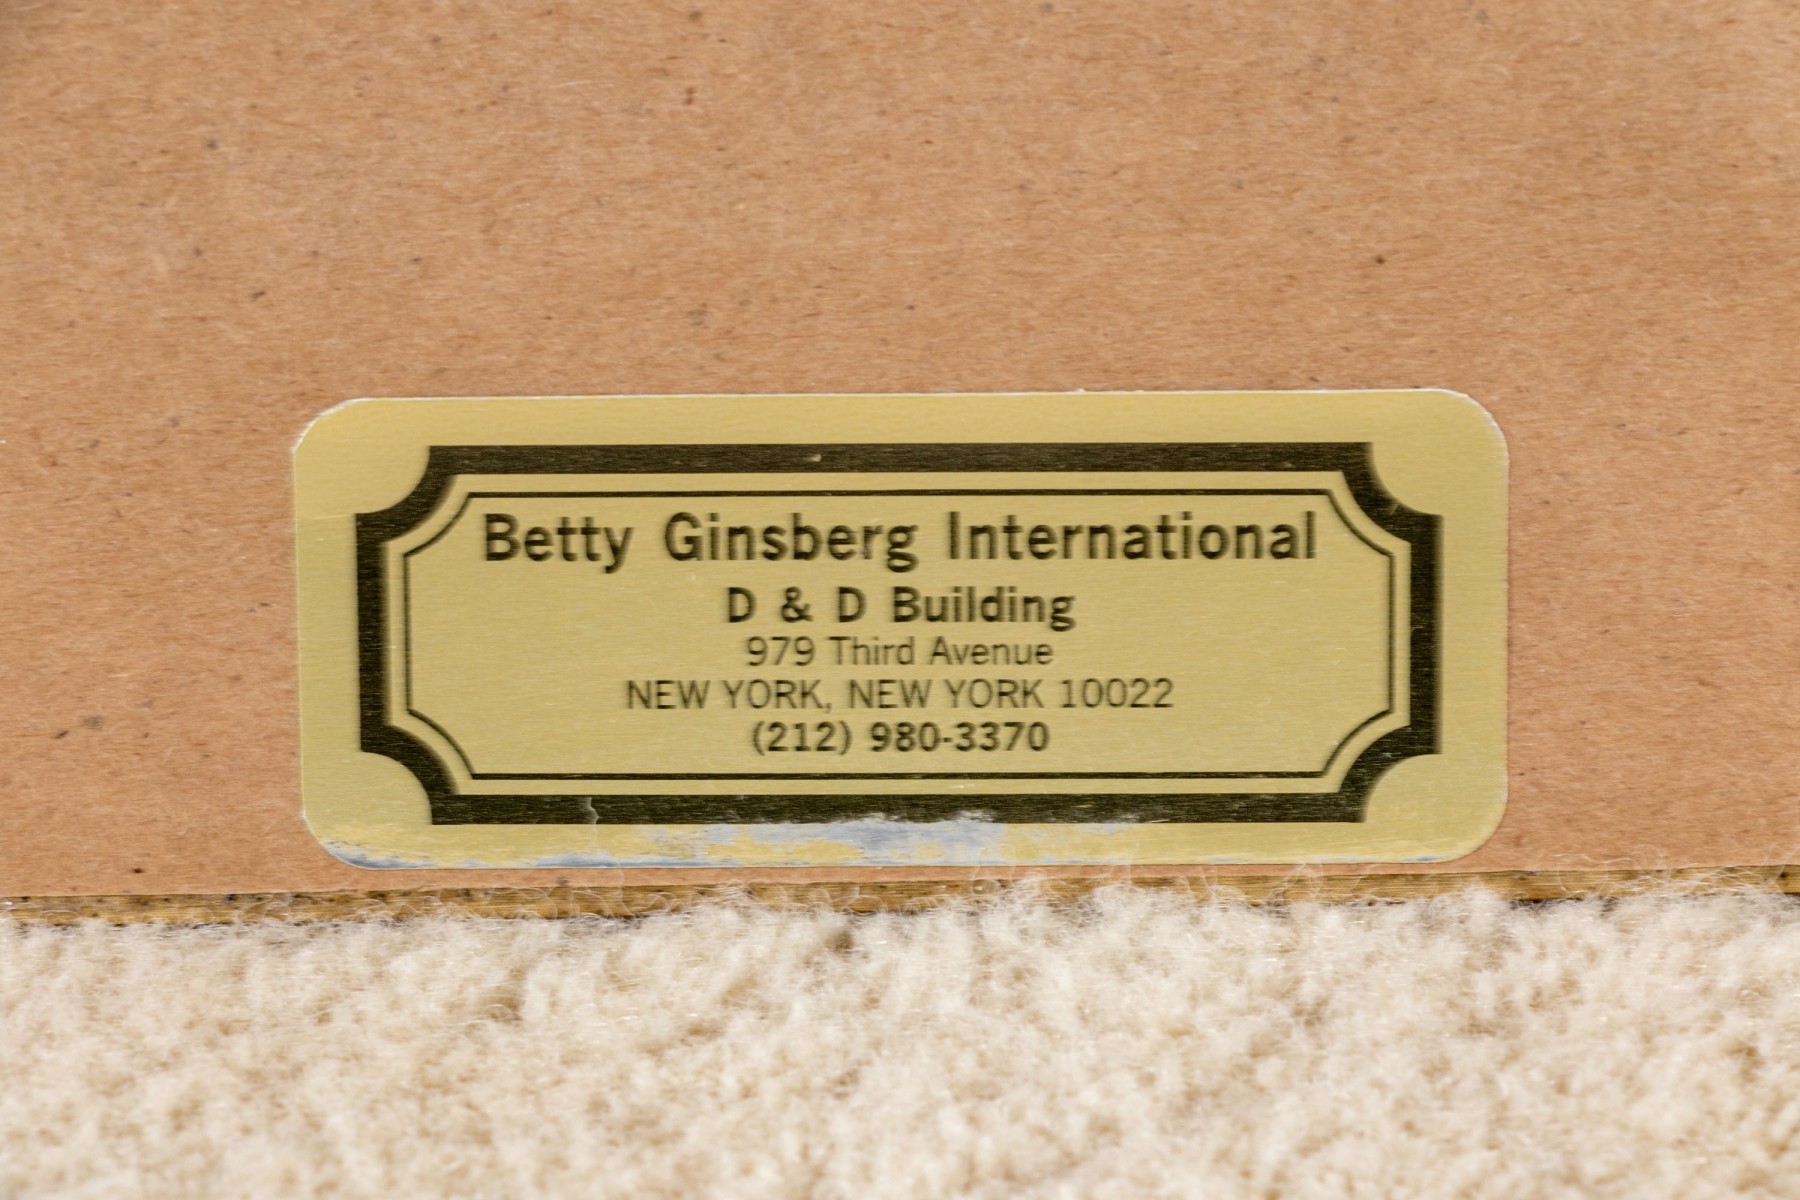 Betty Ginsberg International
D & D Building
979 Third Avenue
NEW YORK, NEW YORK 10022
(212) 980-3370